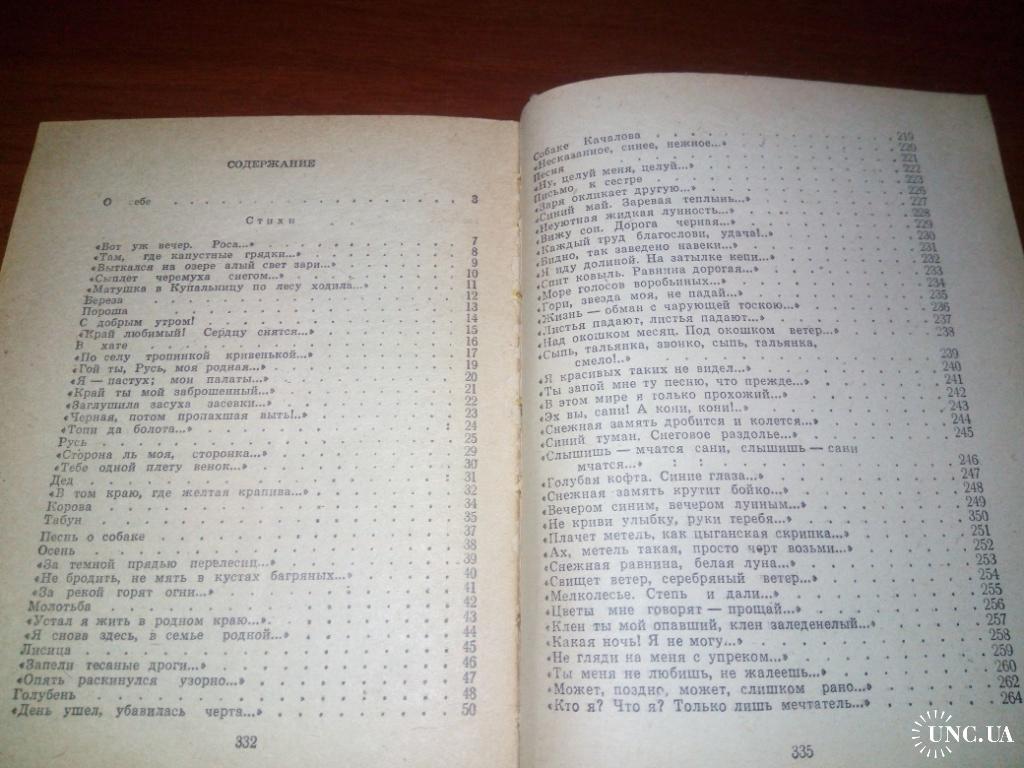 СОДЕРЖАНИЕ
О себе . . . 3
Стихи
«Вот уж вечер. Роса...» . . . 7
«Там, где капустные грядки...» . . . 8
«Выткался на озере алый свет зари...» . . . 9
«Сыплет черемуха снегом...» . . . 10
«Матушка в Купальницу по лесу ходила...» . . . 11
Береза . . . 12
Пороша . . . 13
С добрым утром! . . . 14
«Край любимый! Сердцу снятся...» . . . 15
В хате . . . 16
«По селу тропинкой кривенькой...» . . . 17
«Гой ты, Русь, моя родная...» . . . 19
«Я — пастух; мои палаты...» . . . 20
«Край ты мой заброшенный...» . . . 21
«Заглушила засуха засевки...» . . . 22
«Черная, потом пропахшая выть!..» . . . 23
«Топи да болота...» . . . 24
Русь . . . 25
«Сторона ль моя, сторонка...» . . . 29
«Тебе одной плету венок...» . . . 30
Дед . . . 31
«В том краю, где желтая крапива...» . . . 32
Корова . . . 34
Табун . . . 35
Песнь о собаке . . . 37
Осень . . . 38
«За темной прядью перелесиц...» . . . 39
«Не бродить, не мять в кустах багряных...» . . . 40
«За рекой горят огни...» . . . 41
Молотьба . . . 42
«Устал я жить в родном краю...» . . . 43
«Я снова здесь, в семье родной...» . . . 44
Лисица . . . 45
«Запели тесаные дроги...» . . . 46
«Опять раскинулся узорно...» . . . 47
Голубень . . . 48
«День ушел, убавилась черта...» . . . 50
332
Собаке Качалова . . . 219
«Несказанное, синее, нежное...» . . . 220
Песня . . . 221
«Ну, целуй меня, целуй...» . . . 222
Письмо к сестре . . . 223
«Заря окликает другую...» . . . 226
«Синий май. Заревая теплынь...» . . . 227
«Неуютная жидкая лунность...» . . . 228
«Вижу сон. Дорога черная...» . . . 229
«Каждый труд благослови, удача!..» . . . 230
«Видно, так заведено навеки...» . . . 231
«Я иду долиной. На затылке кепи...» . . . 232
«Спит ковыль. Равнина дорогая...» . . . 233
«Море голосов воробьиных...» . . . 234
«Гори, звезда моя, не падай...» . . . 235
«Жизнь — обман с чарующей тоскою...» . . . 236
«Листья падают, листья падают...» . . . 237
«Над окошком месяц. Под окошком ветер...» . . . 238
«Сыпь, тальянка, звонко, сыпь, тальянка,
смело!..» . . . 239
«Я красивых таких не видел...» . . . 240
«Ты запой мне ту песню, что прежде...» . . . 241
«В этом мире я только прохожий...» . . . 242
«Эх вы, сани! А кони, кони!..» . . . 243
«Снежная замять дробится и колется...» . . . 244
«Синий туман. Снеговое раздолье...» . . . 245
«Слышишь — мчатся сани, слышишь — сани
мчатся...» . . . 246
«Голубая кофта. Синие глаза...» . . . 247
«Снежная замять крутит бойко...» . . . 248
«Вечером синим, вечером лунным...» . . . 249
«Не криви улыбку, руки теребя...» . . . 350
«Плачет метель, как цыганская скрипка...» . . . 251
«Ах, метель такая, просто черт возьми...» . . . 252
«Снежная равнина, белая луна...» . . . 253
«Свищет ветер, серебряный ветер...» . . . 254
«Мелколесье. Степь и дали...» . . . 255
«Цветы мне говорят — прощай...» . . . 256
«Клен ты мой опавший, клен заледенелый...» . . . 257
«Какая ночь! Я не могу...» . . . 258
«Не гляди на меня с упреком...» . . . 259
«Ты меня не любишь, не жалеешь...» . . . 260
«Может, поздно, может, слишком рано...» . . . 262
«Кто я? Что я? Только лишь мечтатель...» . . . 264
335
UNC.UA